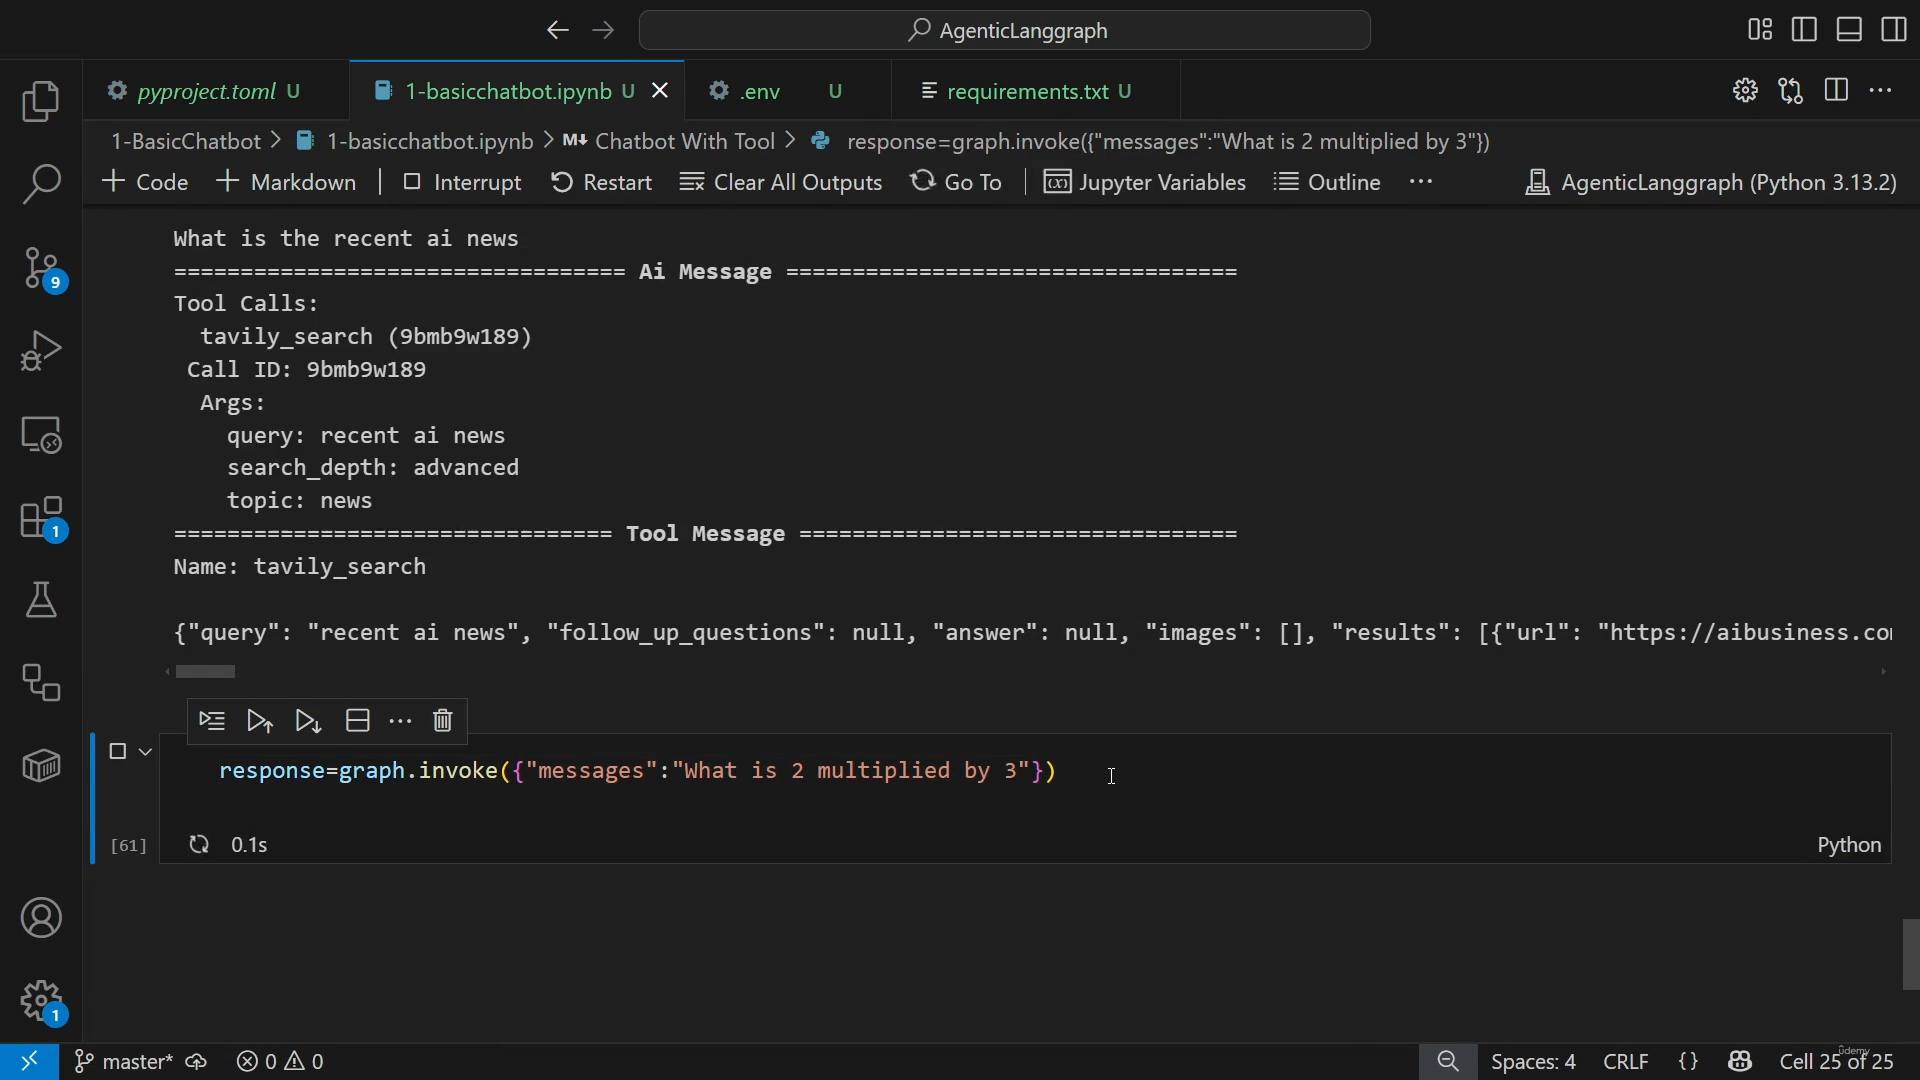 AgenticLanggraph
pyproject.toml U
1-basicchatbot.ipynb U
.env U
requirements.txt U
1-BasicChatbot > 1-basicchatbot.ipynb > M↓ Chatbot With Tool > response=graph.invoke({"messages":"What is 2 multiplied by 3"})
+ Code + Markdown | Interrupt Restart Clear All Outputs Go To | Jupyter Variables Outline ··· AgenticLanggraph (Python 3.13.2)
What is the recent ai news
================================== Ai Message ==================================
Tool Calls:
tavily_search (9bmb9w189)
Call ID: 9bmb9w189
Args:
query: recent ai news
search_depth: advanced
topic: news
================================= Tool Message =================================
Name: tavily_search
{"query": "recent ai news", "follow_up_questions": null, "answer": null, "images": [], "results": [{"url": "https://aibusiness.co
response=graph.invoke({"messages":"What is 2 multiplied by 3"})
[61] 0.1s Python
9
1
1
master* 0 0 Spaces: 4 CRLF {} Cell 25 of 25
udemy